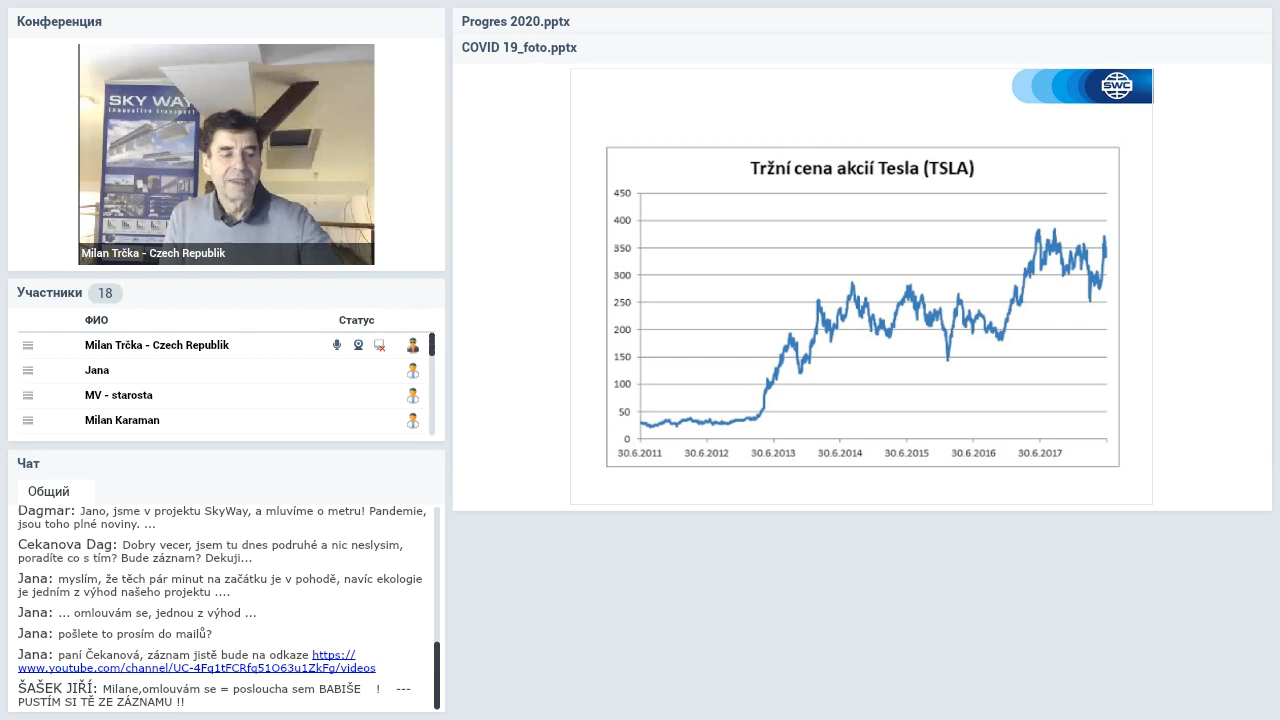 Конференция
SKY WAY
innovative transport
Milan Trčka - Czech Republik
Участники 18
ФИО Статус
Milan Trčka - Czech Republik
Jana
MV - starosta
Milan Karaman
Чат
Общий
Dagmar: Jano, jsme v projektu SkyWay, a mluvíme o metru! Pandemie,
jsou toho plné noviny. ...
Cekanova Dag: Dobry vecer, jsem tu dnes podruhé a nic neslysim,
poradíte co s tím? Bude záznam? Dekuji...
Jana: myslím, že těch pár minut na začátku je v pohodě, navíc ekologie
je jedním z výhod našeho projektu ....
Jana: ... omlouvám se, jednou z výhod ...
Jana: pošlete to prosím do mailů?
Jana: paní Čekanová, záznam jistě bude na odkaze https://
www.youtube.com/channel/UC-4Fq1tFCRfq51O63u1ZkFg/videos
ŠAŠEK JIŘÍ: Milane,omlouvám se = posloucha sem BABIŠE ! ---
PUSTÍM SI TĚ ZE ZÁZNAMU !!
Progres 2020.pptx
COVID 19_foto.pptx
SWC
Tržní cena akcií Tesla (TSLA)
450
400
350
300
250
200
150
100
50
0
30.6.2011 30.6.2012 30.6.2013 30.6.2014 30.6.2015 30.6.2016 30.6.2017